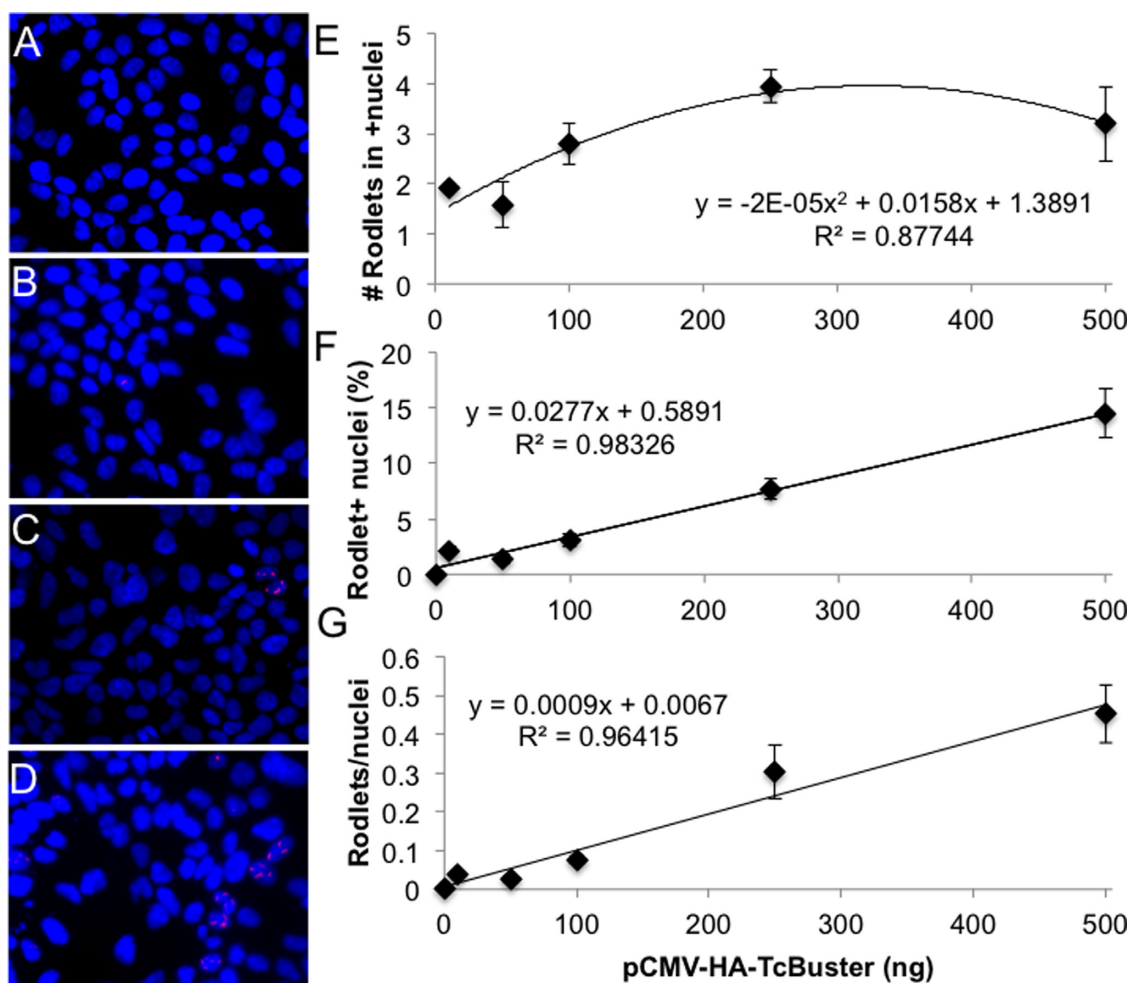 A
B
C
D
E
# Rodlets in +nuclei
5
4
3
2
1
0
y = -2E-05x² + 0.0158x + 1.3891
R² = 0.87744
0 100 200 300 400 500
F
Rodlet+ nuclei (%)
20
15
10
5
0
y = 0.0277x + 0.5891
R² = 0.98326
0 100 200 300 400 500
G
Rodlets/nuclei
0.6
0.5
0.4
0.3
0.2
0.1
0
y = 0.0009x + 0.0067
R² = 0.96415
0 100 200 300 400 500
pCMV-HA-TcBuster (ng)